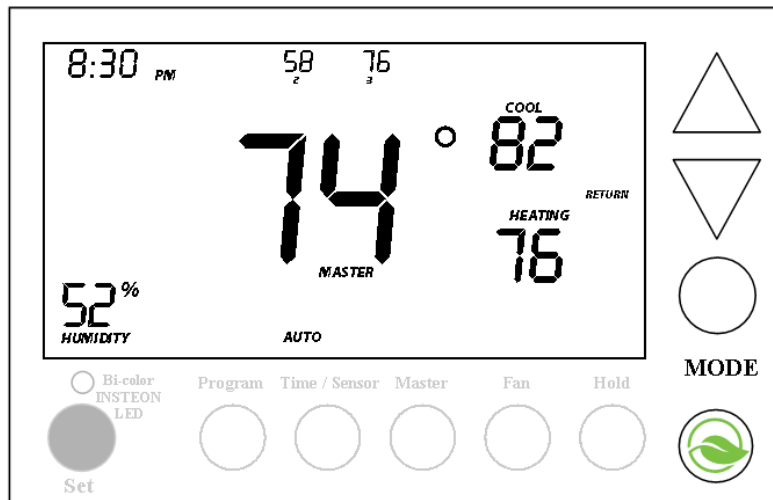 8:30 PM 58 76
2 3
COOL
74° 82
RETURN
HEATING
76
MASTER
52%
HUMIDITY AUTO
MODE
Bi-color Program Time / Sensor Master Fan Hold
INSTEON
LED
Set